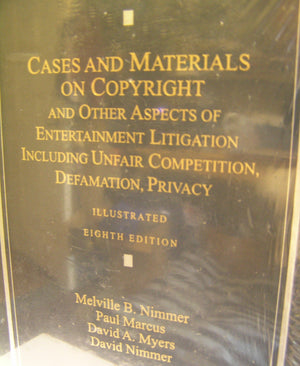 CASES AND MATERIALS
ON COPYRIGHT
AND OTHER ASPECTS OF
ENTERTAINMENT LITIGATION
INCLUDING UNFAIR COMPETITION,
DEFAMATION, PRIVACY
ILLUSTRATED
EIGHTH EDITION
Melville B. Nimmer
Paul Marcus
David A. Myers
David Nimmer